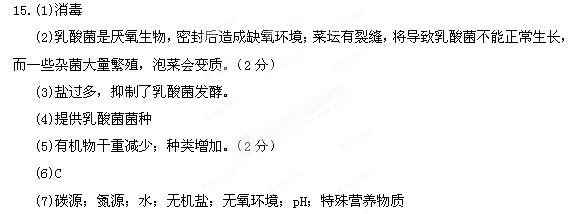 15.(1)消毒
(2)乳酸菌是厌氧生物,密封后造成缺氧环境;菜坛有裂缝,将导致乳酸菌不能正常生长,
而一些杂菌大量繁殖,泡菜会变质。(2分)
(3)盐过多,抑制了乳酸菌发酵。
(4)提供乳酸菌菌种
(5)有机物干重减少;种类增加。(2分)
(6)C
(7)碳源;氮源;水;无机盐;无氧环境;pH;特殊营养物质